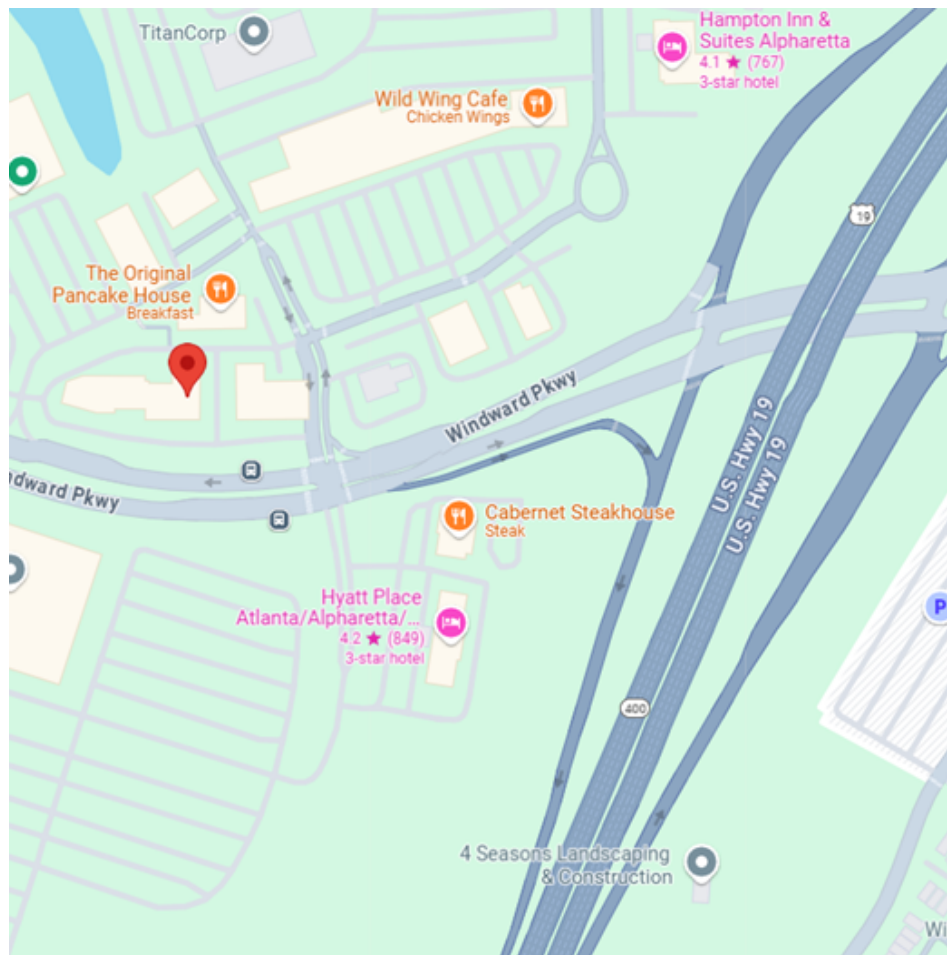 TitanCorp
Hampton Inn &
Suites Alpharetta
4.1 ★ (767)
3-star hotel
Wild Wing Cafe
Chicken Wings
19
The Original
Pancake House
Breakfast
Windward Pkwy
U.S. Hwy 19
U.S. Hwy 19
ndward Pkwy
Cabernet Steakhouse
Steak
Hyatt Place
Atlanta/Alpharetta/...
4.2 ★ (849)
3-star hotel
P
400
4 Seasons Landscaping
& Construction
Wi